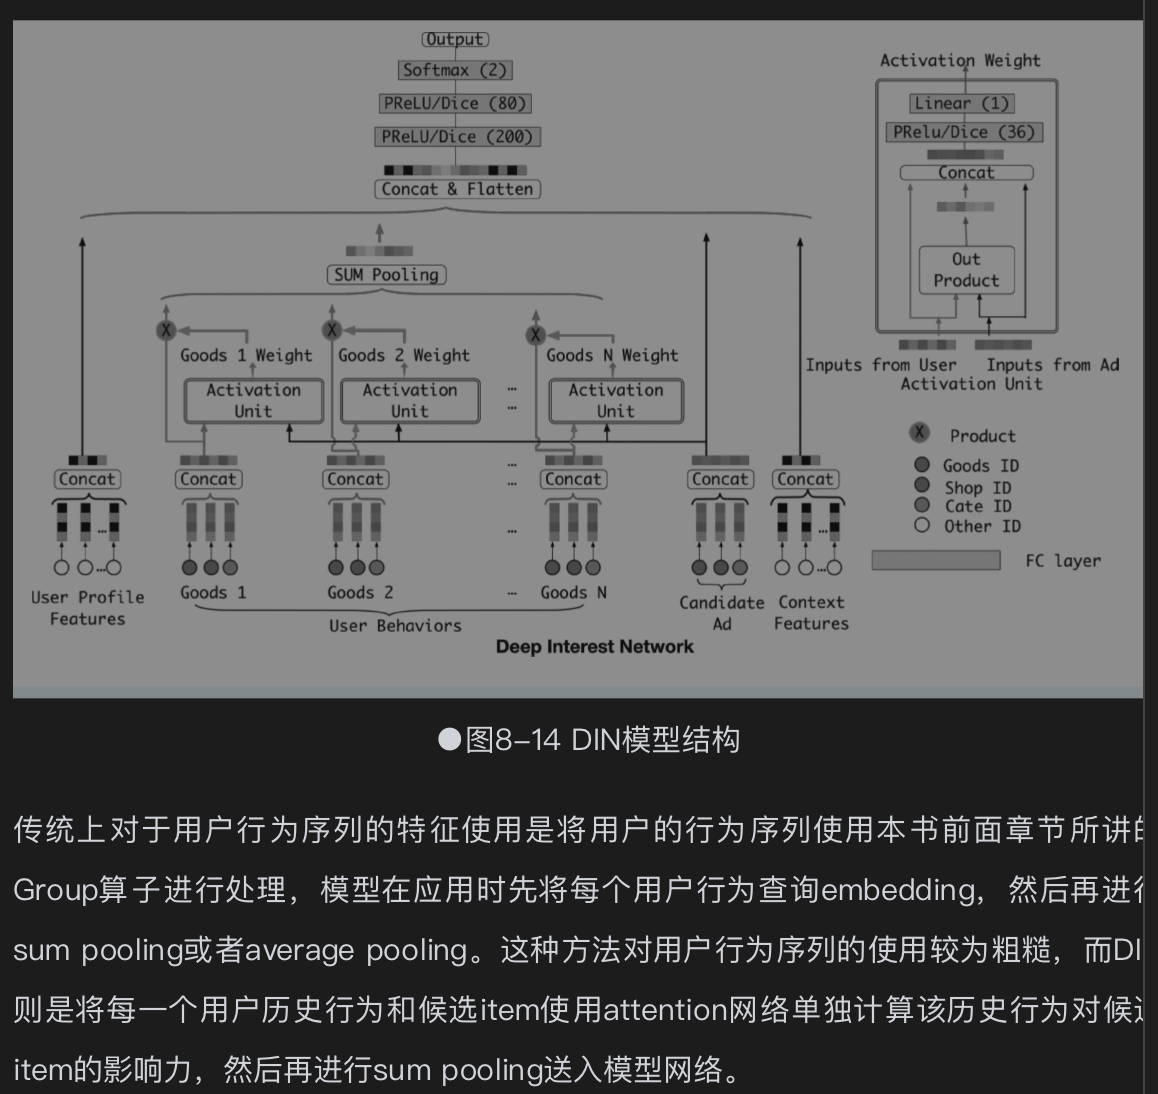 Output
Softmax (2)
PReLU/Dice (80)
PReLU/Dice (200)
Concat & Flatten
SUM Pooling
Goods 1 Weight
Goods 2 Weight
Goods N Weight
X
X
X
Activation
Unit
Activation
Unit
...
...
Activation
Unit
Concat
Concat
Concat
...
...
Concat
Concat
Concat
...
...
...
...
...
User Profile
Features
Goods 1
Goods 2
...
Goods N
User Behaviors
Candidate
Ad
Context
Features
Activation Weight
Linear (1)
PRelu/Dice (36)
Concat
Out
Product
Inputs from User
Inputs from Ad
Activation Unit
X Product
Goods ID
Shop ID
Cate ID
Other ID
FC layer
Deep Interest Network
●图8-14 DIN模型结构
传统上对于用户行为序列的特征使用是将用户的行为序列使用本书前面章节所讲
Group算子进行处理，模型在应用时先将每个用户行为查询embedding，然后再进
sum pooling或者average pooling。这种方法对用户行为序列的使用较为粗糙，而DI
则是将每一个用户历史行为和候选item使用attention网络单独计算该历史行为对候
item的影响力，然后再进行sum pooling送入模型网络。